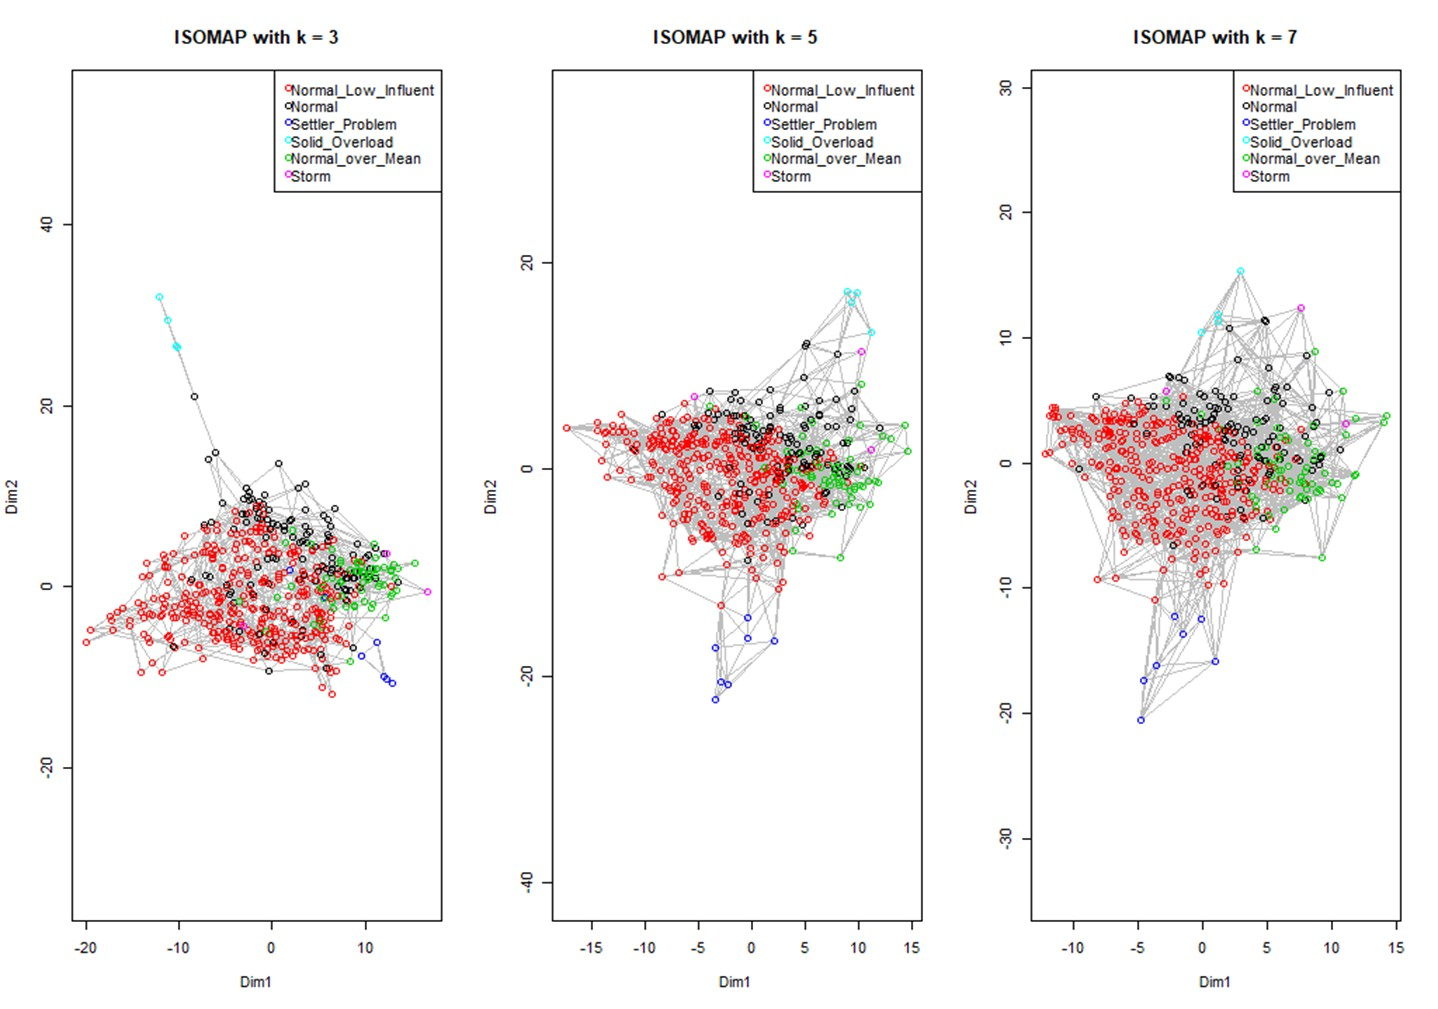 ISOMAP with k = 3
Normal_Low_Influent
Normal
Settler_Problem
Solid_Overload
Normal_over_Mean
Storm
40
20
0
-20
Dim2
-20 -10 0 10
Dim1
ISOMAP with k = 5
Normal_Low_Influent
Normal
Settler_Problem
Solid_Overload
Normal_over_Mean
Storm
20
0
-20
-40
Dim2
-15 -10 -5 0 5 10 15
Dim1
ISOMAP with k = 7
Normal_Low_Influent
Normal
Settler_Problem
Solid_Overload
Normal_over_Mean
Storm
30
20
10
0
-10
-20
-30
Dim2
-10 -5 0 5 10 15
Dim1